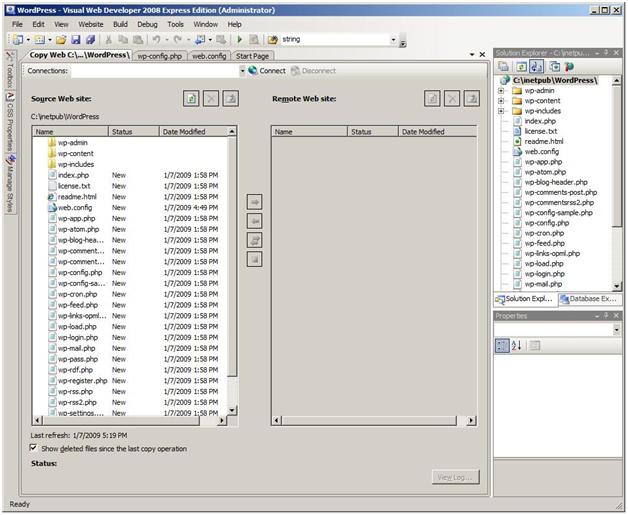 WordPress - Visual Web Developer 2008 Express Edition (Administrator)
File Edit View Website Build Debug Tools Window Help
string
Copy Web C:\...\WordPress\ wp-config.php web.config Start Page
Connections: Connect Disconnect
Source Web site:
C:\inetpub\WordPress
Name Status Date Modified
wp-admin
wp-content
wp-includes
index.php New 1/7/2009 1:58 PM
license.txt New 1/7/2009 1:58 PM
readme.html New 1/7/2009 1:58 PM
web.config New 1/7/2009 4:49 PM
wp-app.php New 1/7/2009 1:58 PM
wp-atom.php New 1/7/2009 1:58 PM
wp-blog-hea... New 1/7/2009 1:58 PM
wp-comment... New 1/7/2009 1:58 PM
wp-comment... New 1/7/2009 1:58 PM
wp-config.php New 1/7/2009 1:58 PM
wp-config-sa... New 1/7/2009 1:58 PM
wp-cron.php New 1/7/2009 1:58 PM
wp-feed.php New 1/7/2009 1:58 PM
wp-links-opml... New 1/7/2009 1:58 PM
wp-load.php New 1/7/2009 1:58 PM
wp-login.php New 1/7/2009 1:58 PM
wp-mail.php New 1/7/2009 1:58 PM
wp-pass.php New 1/7/2009 1:58 PM
wp-rdf.php New 1/7/2009 1:58 PM
wp-register.php New 1/7/2009 1:58 PM
wp-rss.php New 1/7/2009 1:58 PM
wp-rss2.php New 1/7/2009 1:58 PM
wp-settings.... New 1/7/2009 1:58 PM
Last refresh: 1/7/2009 5:19 PM
Show deleted files since the last copy operation
Status:
View Log...
Remote Web site:
Name Status Date Modified
Toolbox
CSS Properties
Manage Styles
Solution Explorer - C:\inetpu...
C:\inetpub\WordPress\
wp-admin
wp-content
wp-includes
index.php
license.txt
readme.html
web.config
wp-app.php
wp-atom.php
wp-blog-header.php
wp-comments-post.php
wp-commentsrss2.php
wp-config-sample.php
wp-config.php
wp-cron.php
wp-feed.php
wp-links-opml.php
wp-load.php
wp-login.php
wp-mail.php
Solution Expl... Database Ex...
Properties
Ready